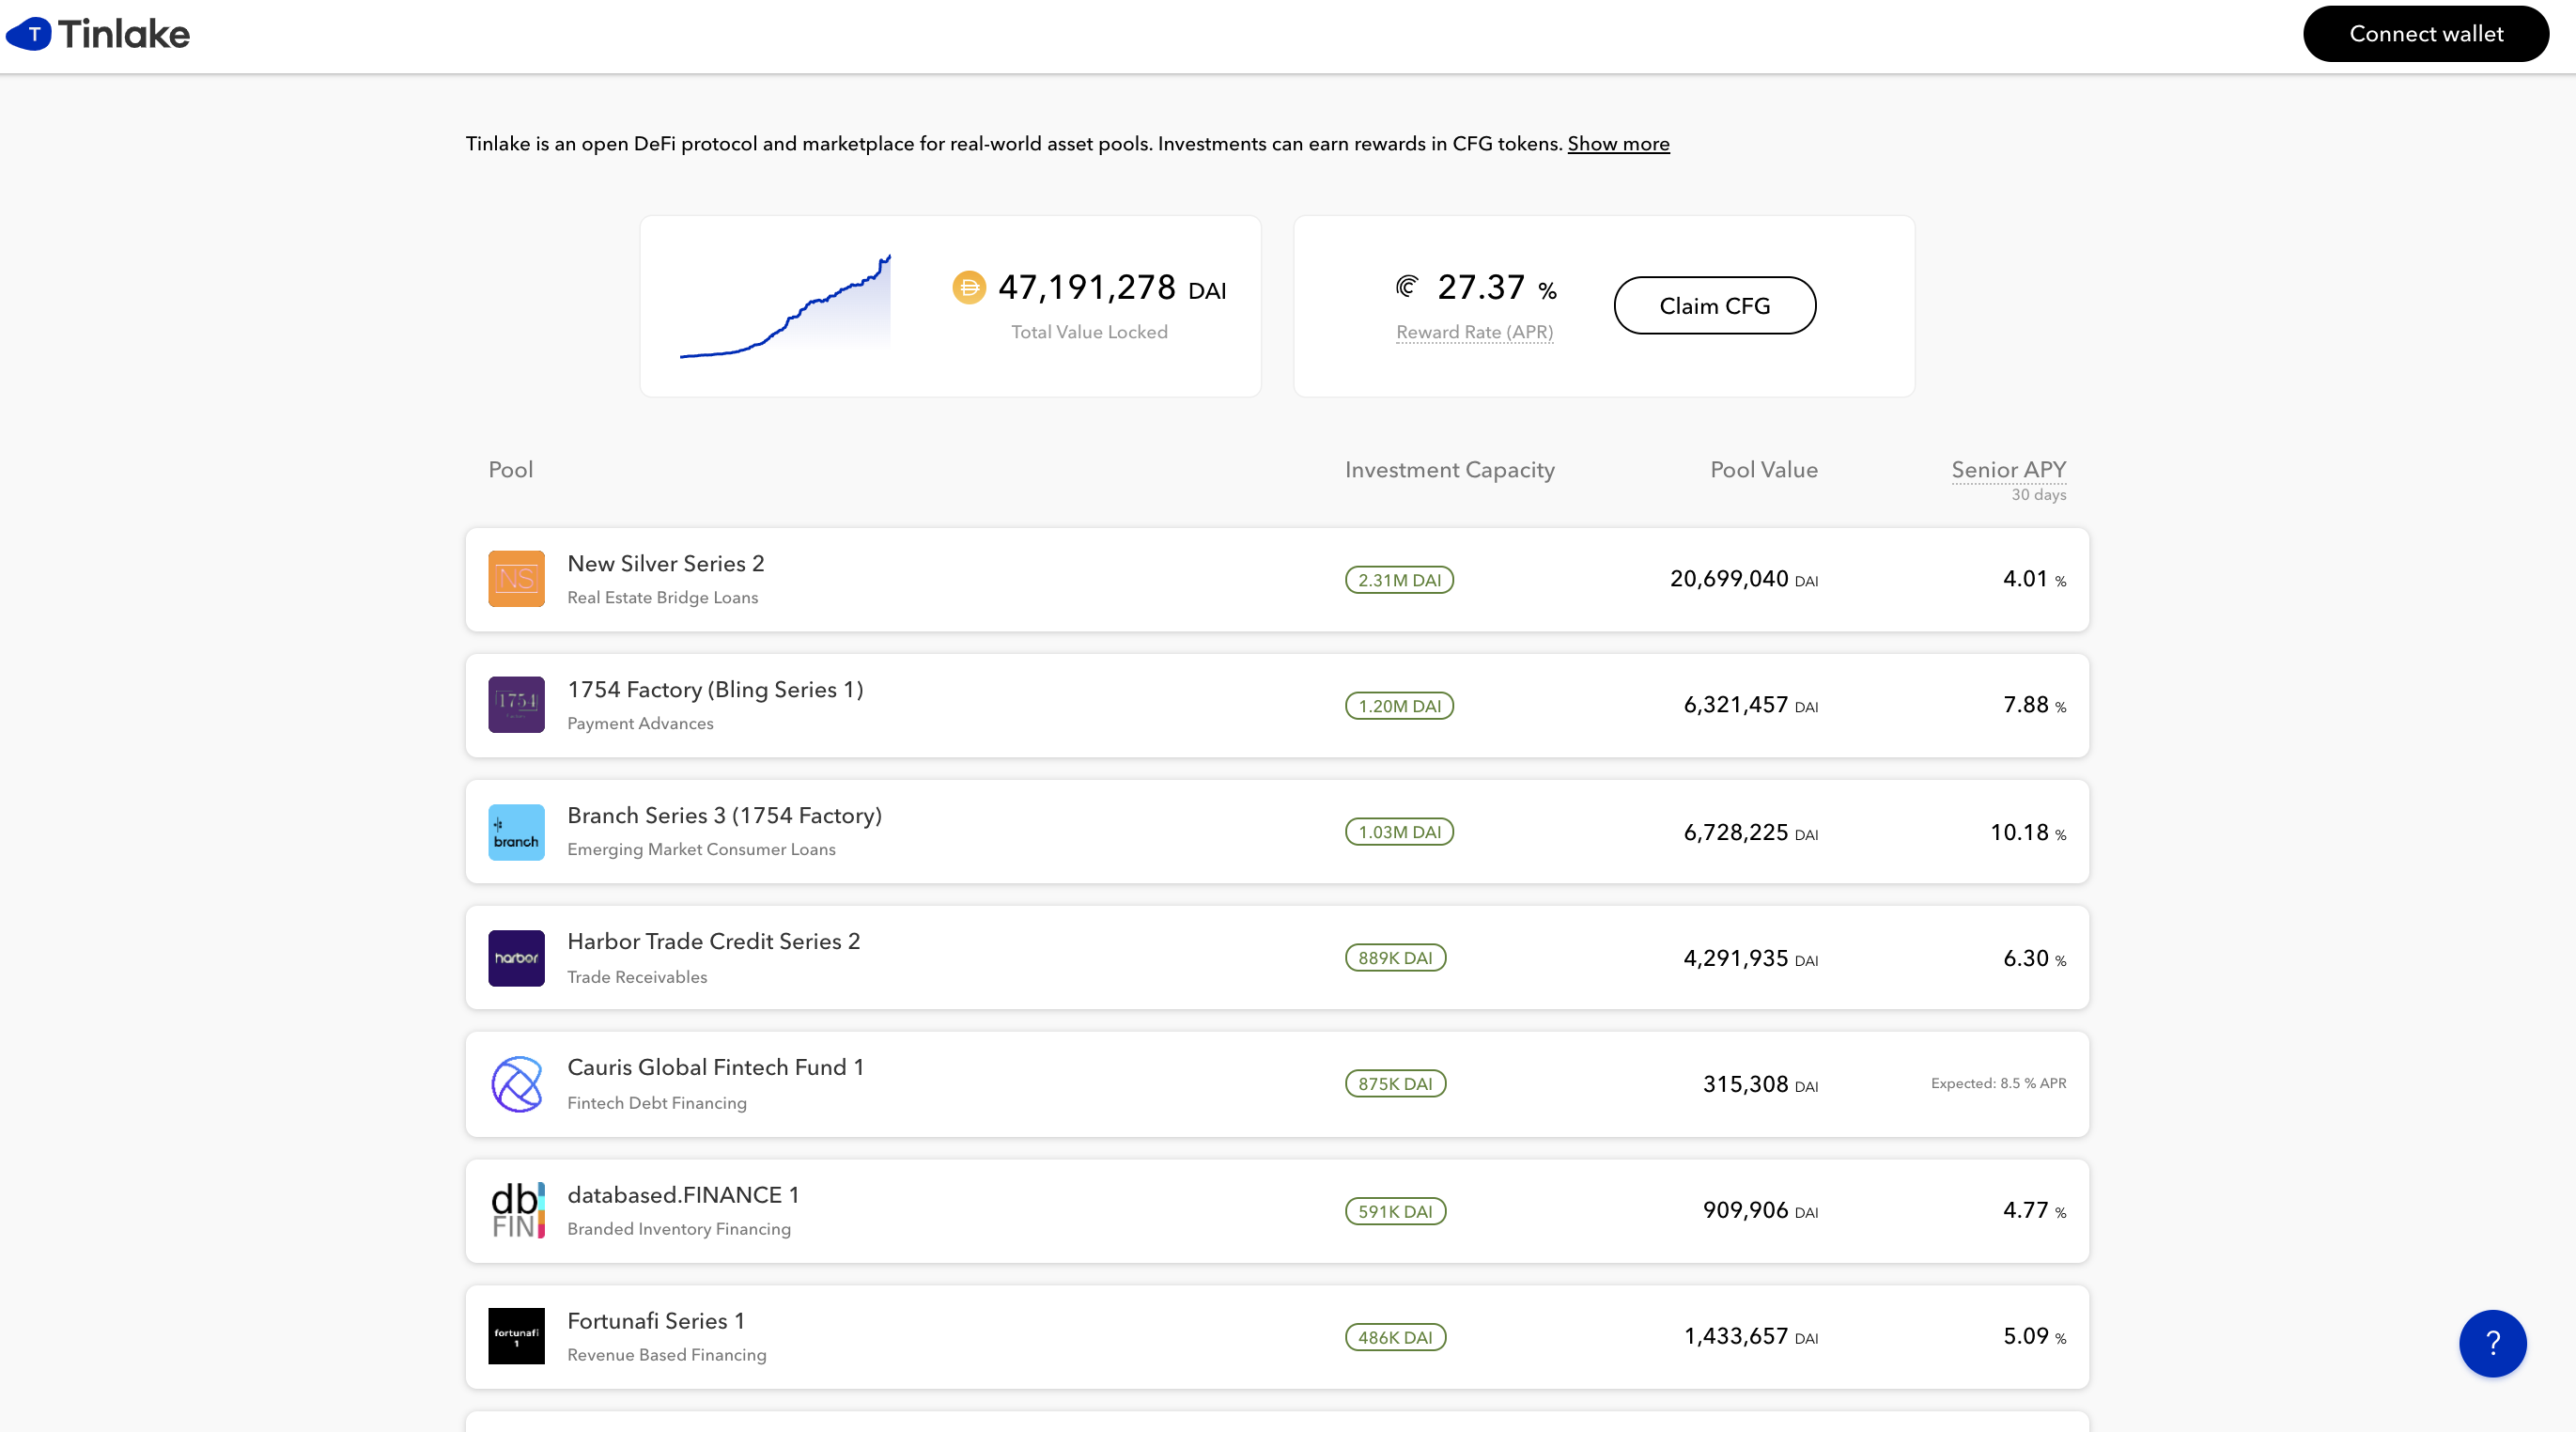 T Tinlake
Connect wallet
Tinlake is an open DeFi protocol and marketplace for real-world asset pools. Investments can earn rewards in CFG tokens. Show more
47,191,278 DAI
Total Value Locked
27.37 %
Reward Rate (APR)
Claim CFG
Pool Investment Capacity Pool Value Senior APY
30 days
NS
New Silver Series 2
Real Estate Bridge Loans
2.31M DAI 20,699,040 DAI 4.01 %
1754
1754 Factory (Bling Series 1)
Payment Advances
1.20M DAI 6,321,457 DAI 7.88 %
branch
Branch Series 3 (1754 Factory)
Emerging Market Consumer Loans
1.03M DAI 6,728,225 DAI 10.18 %
harbor
Harbor Trade Credit Series 2
Trade Receivables
889K DAI 4,291,935 DAI 6.30 %
Cauris Global Fintech Fund 1
Fintech Debt Financing
875K DAI 315,308 DAI Expected: 8.5 % APR
db
FIN
databased.FINANCE 1
Branded Inventory Financing
591K DAI 909,906 DAI 4.77 %
fortunafi
1
Fortunafi Series 1
Revenue Based Financing
486K DAI 1,433,657 DAI 5.09 %
?